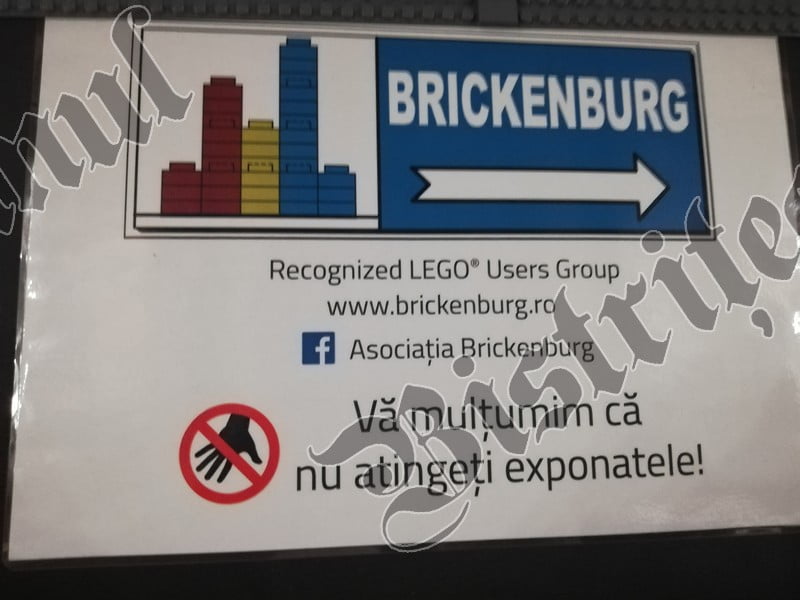 BRICKENBURG
Recognized LEGO® Users Group
www.brickenburg.ro
f Asociația Brickenburg
Vă mulțumim că
nu atingeți exponatele!